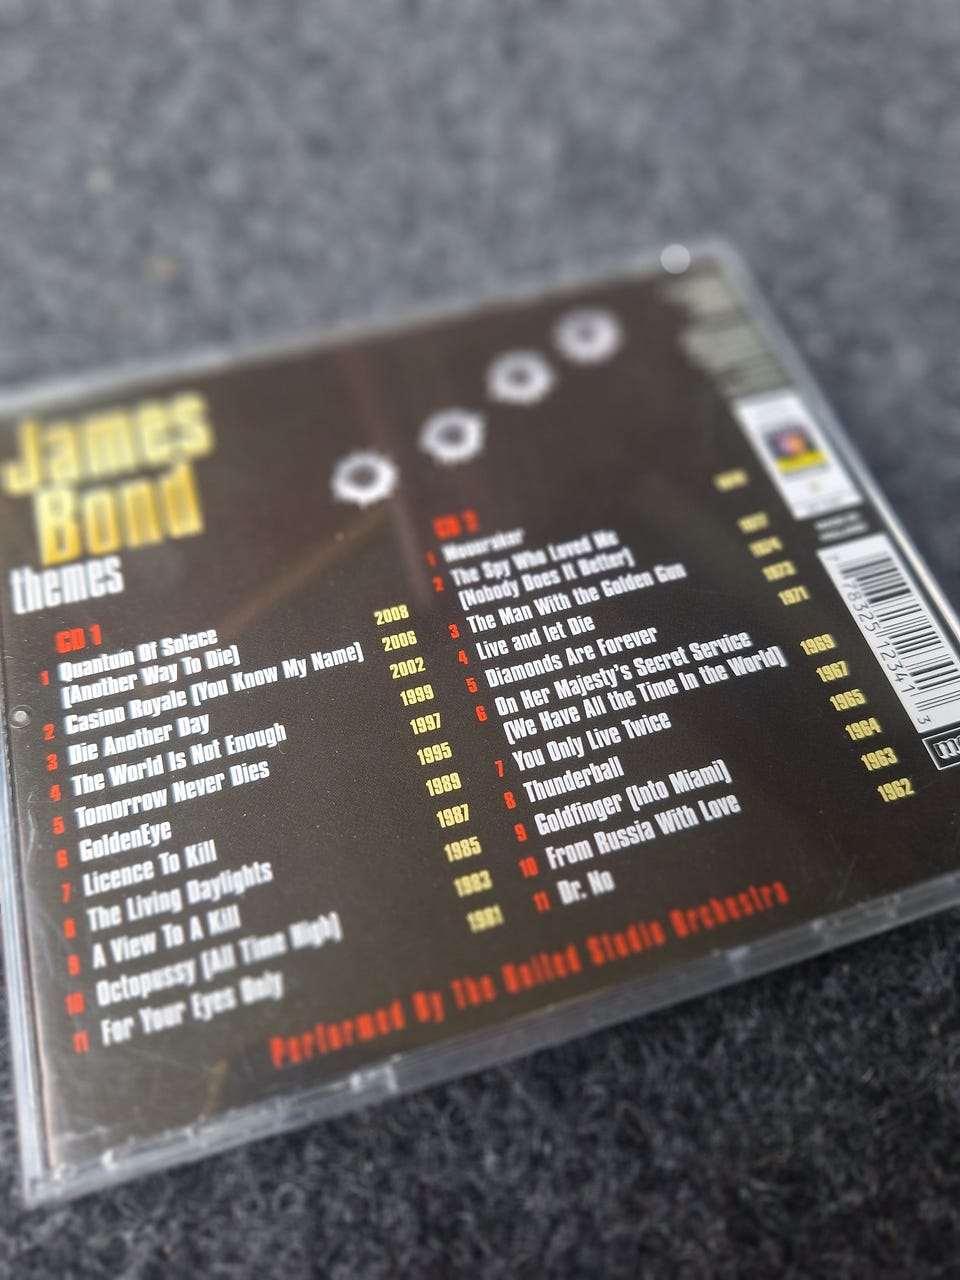 James
Bond
themes
CD 1
1 Quantum Of Solace
(Another Way To Die) 2008
2 Casino Royale (You Know My Name) 2006
3 Die Another Day 2002
4 The World Is Not Enough 1999
5 Tomorrow Never Dies 1997
6 GoldenEye 1995
7 Licence To Kill 1989
8 The Living Daylights 1987
9 A View To A Kill 1985
10 Octopussy (All Time High) 1983
11 For Your Eyes Only 1981
CD 2
1 Moonraker
2 The Spy Who Loved Me 1977
(Nobody Does It Better)
3 The Man With the Golden Gun 1974
4 Live and let Die 1973
5 Diamonds Are Forever 1971
6 On Her Majesty's Secret Service
(We Have All the Time In the World) 1969
7 You Only Live Twice 1967
8 Thunderball 1965
9 Goldfinger (Into Miami) 1964
10 From Russia With Love 1963
11 Dr. No 1962
Performed By The United Studio Orchestra